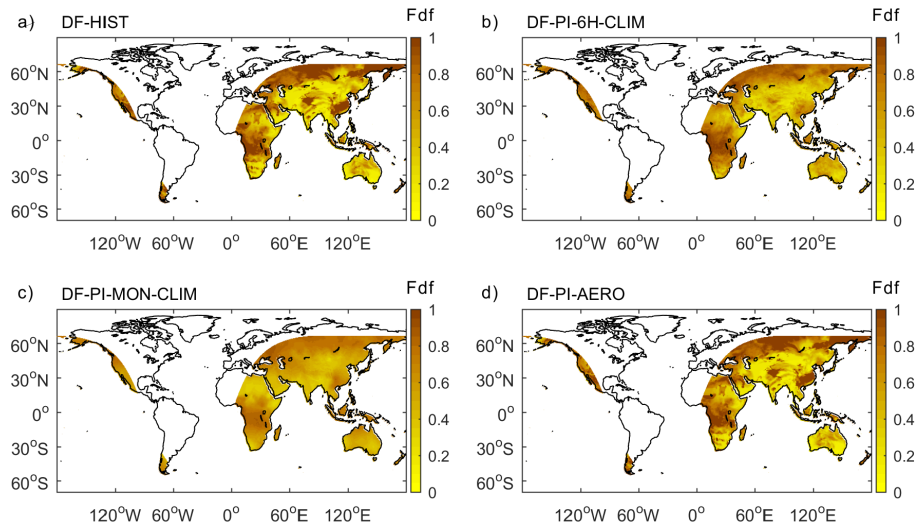 a) DF-HIST Fdf
1
0.8
0.6
0.4
0.2
0
60°N
30°N
0°
30°S
60°S
120°W 60°W 0° 60°E 120°E
b) DF-PI-6H-CLIM Fdf
1
0.8
0.6
0.4
0.2
0
60°N
30°N
0°
30°S
60°S
120°W 60°W 0° 60°E 120°E
c) DF-PI-MON-CLIM Fdf
1
0.8
0.6
0.4
0.2
0
60°N
30°N
0°
30°S
60°S
120°W 60°W 0° 60°E 120°E
d) DF-PI-AERO Fdf
1
0.8
0.6
0.4
0.2
0
60°N
30°N
0°
30°S
60°S
120°W 60°W 0° 60°E 120°E